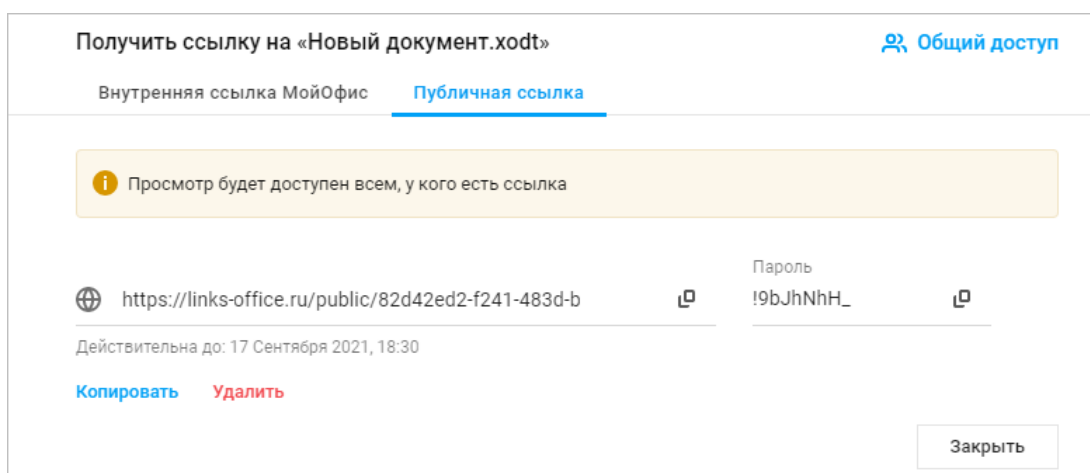 Получить ссылку на «Новый документ.xodt» Общий доступ
Внутренняя ссылка МойОфис Публичная ссылка
Просмотр будет доступен всем, у кого есть ссылка
Пароль
https://links-office.ru/public/82d42ed2-f241-483d-b !9bJhNhH_
Действительна до: 17 Сентября 2021, 18:30
Копировать Удалить
Закрыть